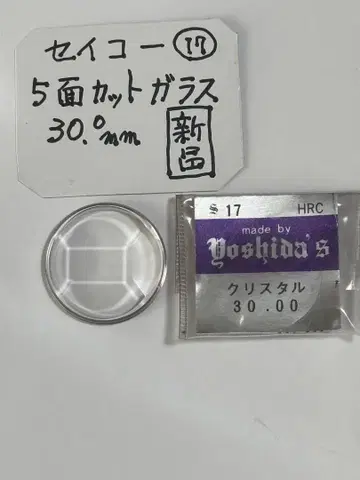 セイコー ⑰
5面カットガラス
30.0mm 新品
S 17 HRC
made by
Yoshida's
クリスタル
30.00